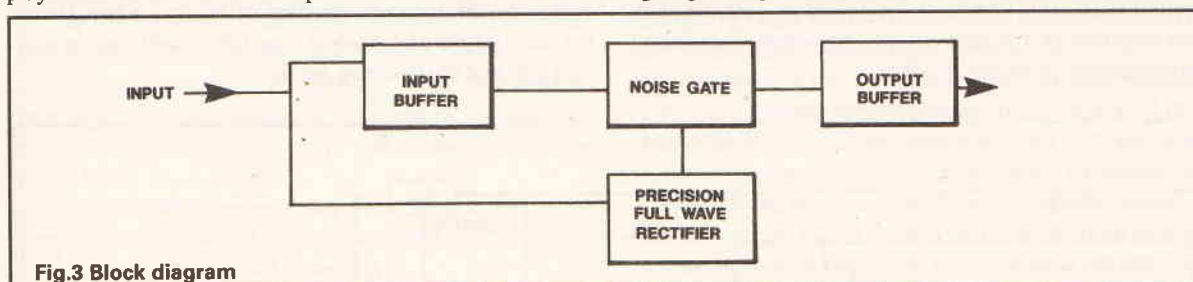 INPUT
INPUT
BUFFER
NOISE GATE
OUTPUT
BUFFER
PRECISION
FULL WAVE
RECTIFIER
Fig.3 Block diagram